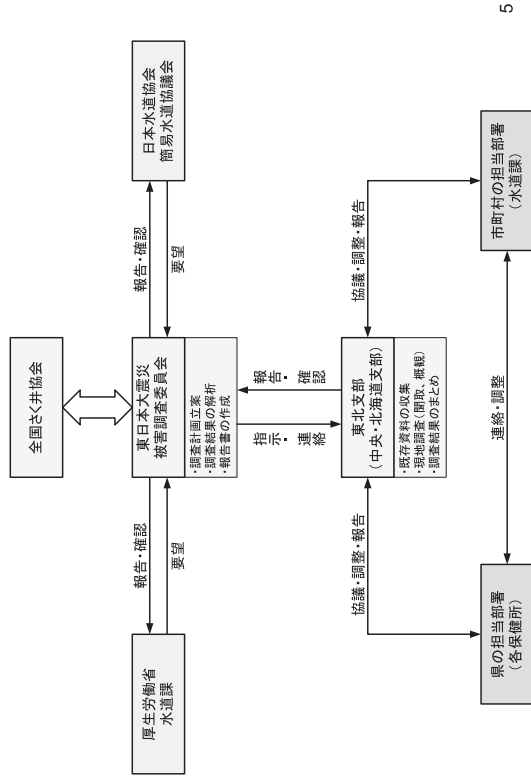 全国さく井協会
厚生労働省
水道課
報告・確認
要望
東日本大震災
被害調査委員会
・調査計画立案
・調査結果の解析
・報告書の作成
報告・確認
要望
日本水道協会
簡易水道協議会
指示・連絡
報告・確認
協議・調整・報告
東北支部
(中央・北海道支部)
・既存資料の収集
・現地調査(聞取、概観)
・調査結果のまとめ
協議・調整・報告
県の担当部署
(各保健所)
連絡・調整
市町村の担当部署
(水道課)
5